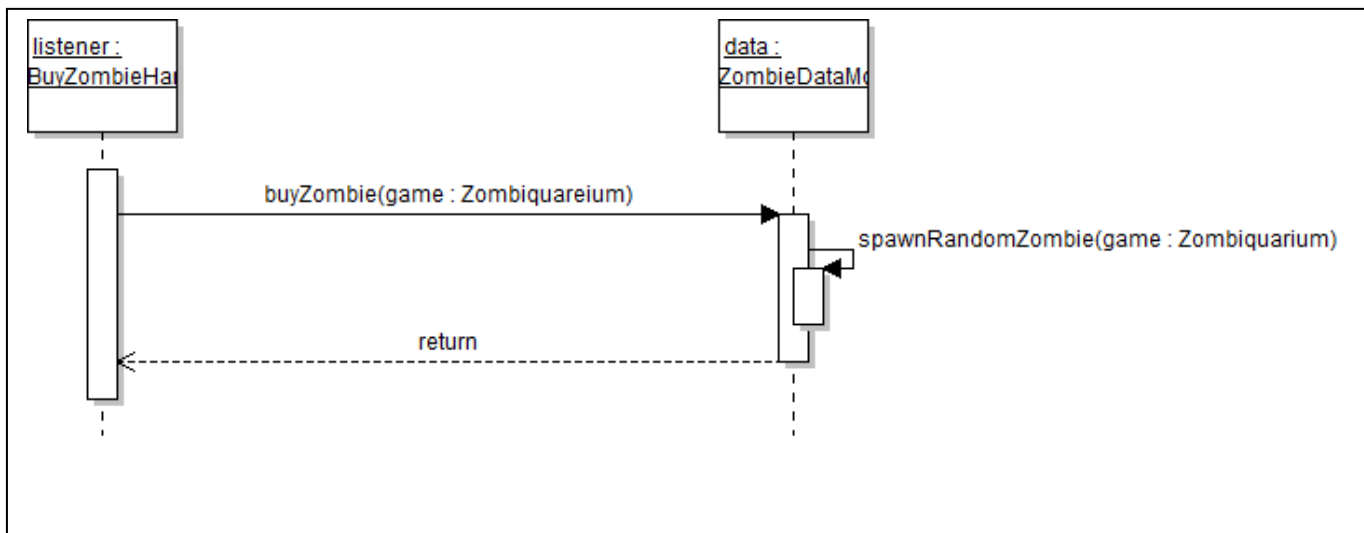 listener :
BuyZombieHa
data :
ZombieDataMo
buyZombie(game : Zombiquareium)
spawnRandomZombie(game : Zombiquarium)
return